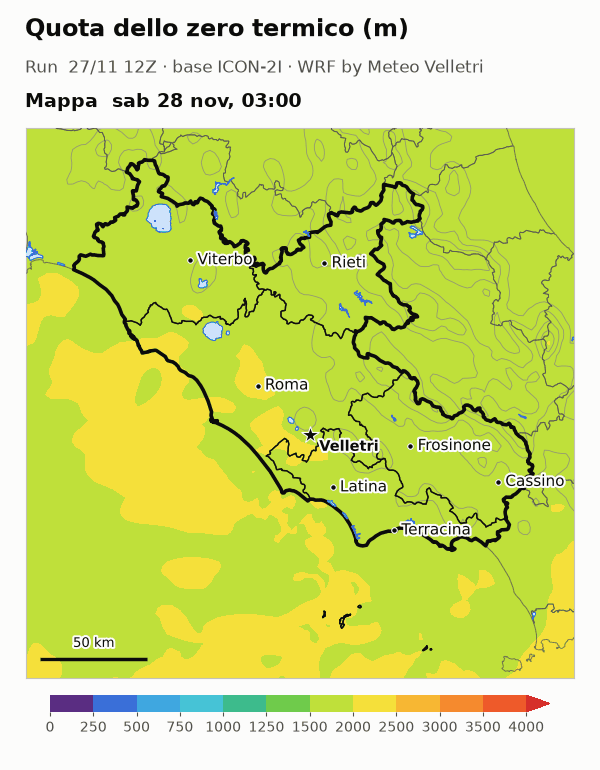 Quota dello zero termico (m)
Run  27/11 12Z · base ICON-2I · WRF by Meteo Velletri
Mappa  sab 28 nov, 03:00
Viterbo
Rieti
Roma
Velletri
Frosinone
Cassino
Latina
Terracina
50 km
0 250 500 750 1000 1250 1500 2000 2500 3000 3500 4000